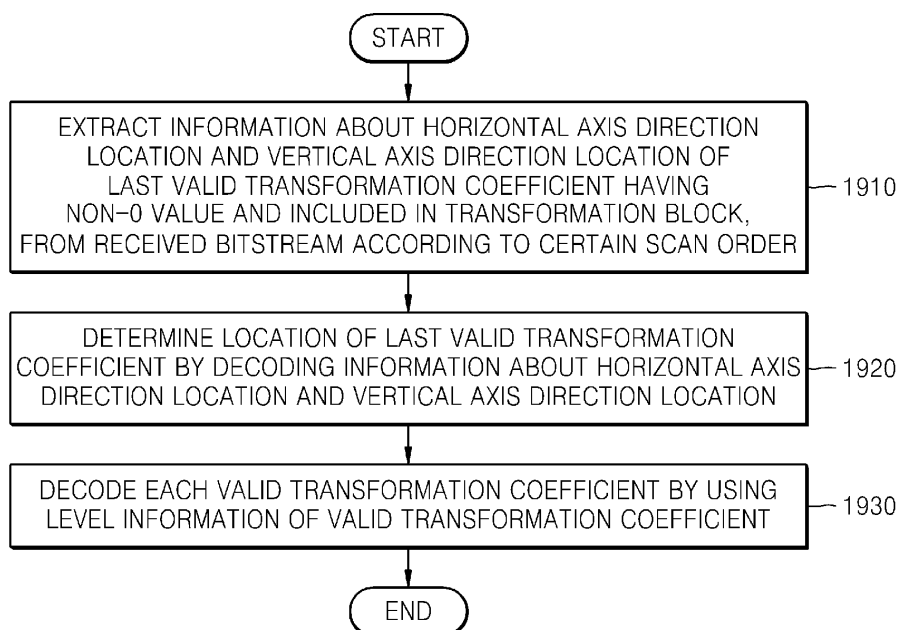 START
EXTRACT INFORMATION ABOUT HORIZONTAL AXIS DIRECTION
LOCATION AND VERTICAL AXIS DIRECTION LOCATION OF
LAST VALID TRANSFORMATION COEFFICIENT HAVING
NON-0 VALUE AND INCLUDED IN TRANSFORMATION BLOCK,
FROM RECEIVED BITSTREAM ACCORDING TO CERTAIN SCAN ORDER
1910
DETERMINE LOCATION OF LAST VALID TRANSFORMATION
COEFFICIENT BY DECODING INFORMATION ABOUT HORIZONTAL AXIS
DIRECTION LOCATION AND VERTICAL AXIS DIRECTION LOCATION
1920
DECODE EACH VALID TRANSFORMATION COEFFICIENT BY USING
LEVEL INFORMATION OF VALID TRANSFORMATION COEFFICIENT
1930
END